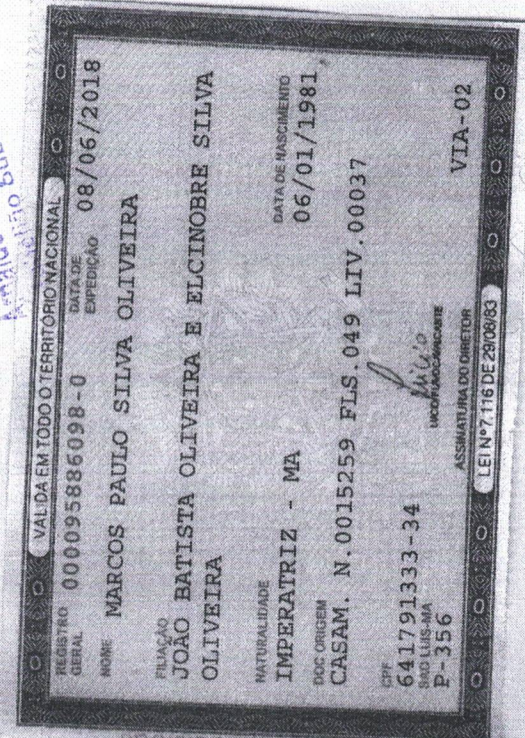 VALIDA EM TODO O TERRITÓRIO NACIONAL
REGISTRO GERAL 000095886098-0 DATA DE EXPEDIÇÃO 08/06/2018
NOME MARCOS PAULO SILVA OLIVEIRA
FILIAÇÃO
JOÃO BATISTA OLIVEIRA E ELCINOBRE SILVA
OLIVEIRA
NATURALIDADE DATA DE NASCIMENTO
IMPERATRIZ - MA 06/01/1981
DOC ORIGEM
CASAM. N.0015259 FLS.049 LIV.00037
CPF
641791333-34
SAO LUIS-MA
P-356 VIA-02
ASSINATURA DO DIRETOR
LEI Nº 7.116 DE 29/08/83